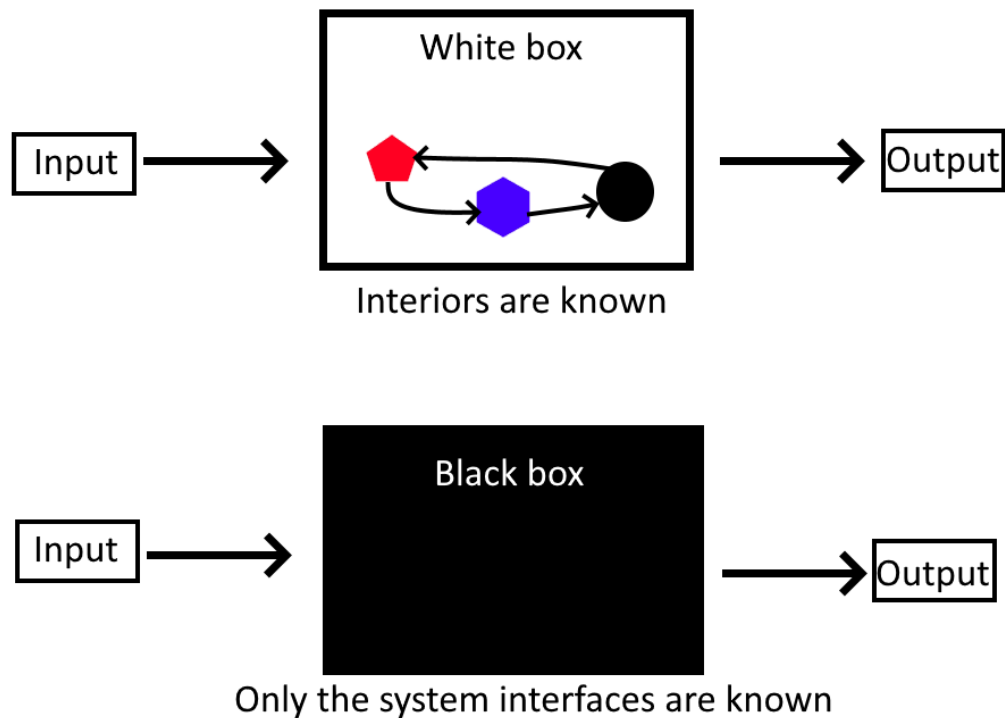 White box
Input
Output
Interiors are known
Black box
Input
Output
Only the system interfaces are known